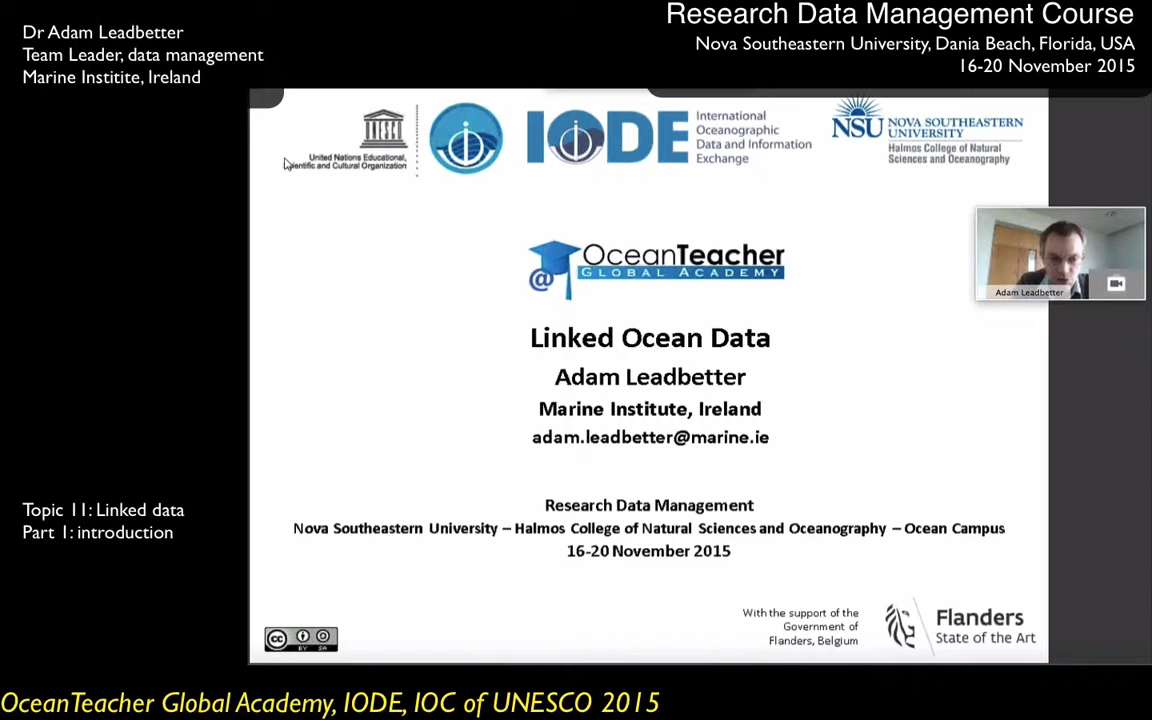 Dr Adam Leadbetter
Team Leader, data management
Marine Institite, Ireland
Research Data Management Course
Nova Southeastern University, Dania Beach, Florida, USA
16-20 November 2015
UNESCO
United Nations Educational,
Scientific and Cultural Organization
IODE
International
Oceanographic
Data and Information
Exchange
NSU
NOVA SOUTHEASTERN
UNIVERSITY
Halmos College of Natural
Sciences and Oceanography
@
OceanTeacher
GLOBAL ACADEMY
Adam Leadbetter
Linked Ocean Data
Adam Leadbetter
Marine Institute, Ireland
adam.leadbetter@marine.ie
Topic 11: Linked data
Part 1: introduction
Research Data Management
Nova Southeastern University – Halmos College of Natural Sciences and Oceanography – Ocean Campus
16-20 November 2015
CC BY SA
With the support of the
Government of
Flanders, Belgium
Flanders
State of the Art
OceanTeacher Global Academy, IODE, IOC of UNESCO 2015